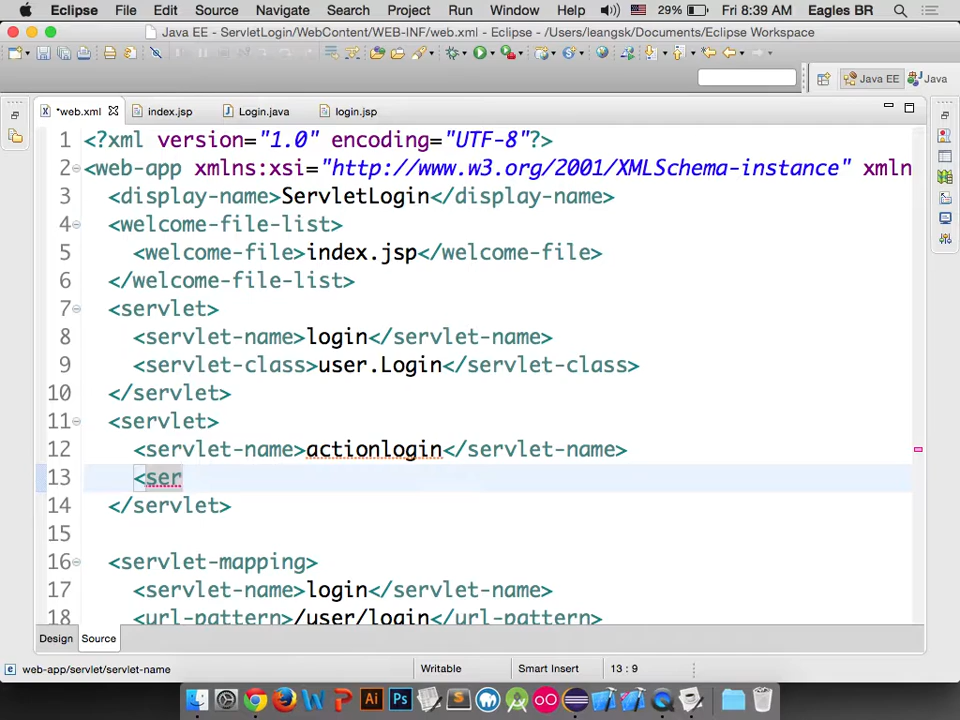 Eclipse File Edit Source Navigate Search Project Run Window Help 29% Fri 8:39 AM Eagles BR
Java EE - ServletLogin/WebContent/WEB-INF/web.xml - Eclipse - /Users/leangsk/Documents/Eclipse Workspace
Java EE Java
*web.xml index.jsp Login.java login.jsp
1 <?xml version="1.0" encoding="UTF-8"?>
2 <web-app xmlns:xsi="http://www.w3.org/2001/XMLSchema-instance" xmln
3 <display-name>ServletLogin</display-name>
4 <welcome-file-list>
5 <welcome-file>index.jsp</welcome-file>
6 </welcome-file-list>
7 <servlet>
8 <servlet-name>login</servlet-name>
9 <servlet-class>user.Login</servlet-class>
10 </servlet>
11 <servlet>
12 <servlet-name>actionlogin</servlet-name>
13 <ser
14 </servlet>
15
16 <servlet-mapping>
17 <servlet-name>login</servlet-name>
18 <url-pattern>/user/login</url-pattern>
Design Source
web-app/servlet/servlet-name Writable Smart Insert 13 : 9
W P Ai Ps S